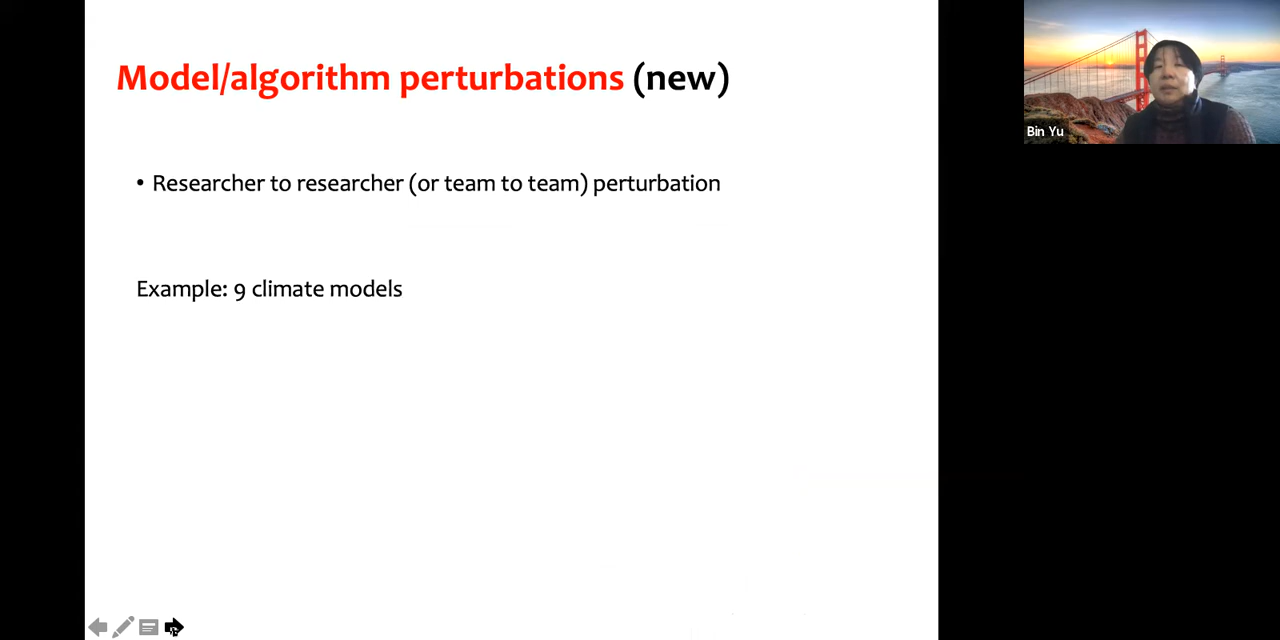 Model/algorithm perturbations (new)
• Researcher to researcher (or team to team) perturbation
Example: 9 climate models
Bin Yu